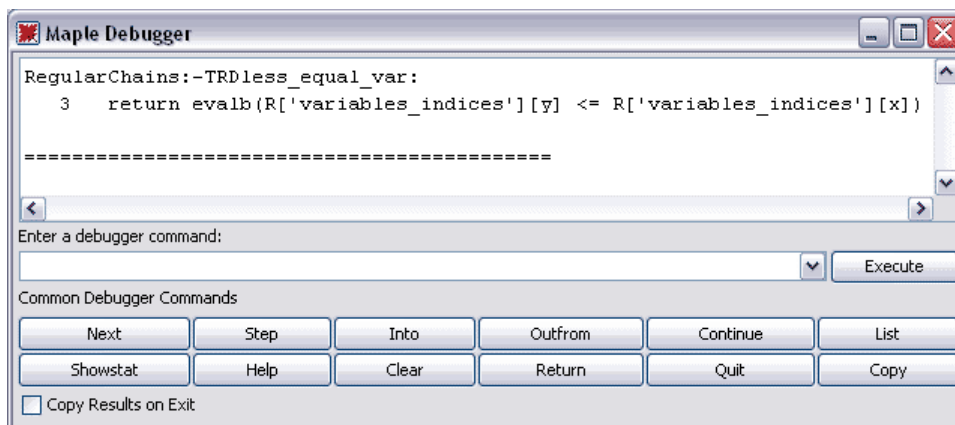 Maple Debugger
RegularChains:-TRDless_equal_var:
3 return evalb(R['variables_indices'][y] <= R['variables_indices'][x])
============================================
Enter a debugger command:
Execute
Common Debugger Commands
Next Step Into Outfrom Continue List
Showstat Help Clear Return Quit Copy
Copy Results on Exit